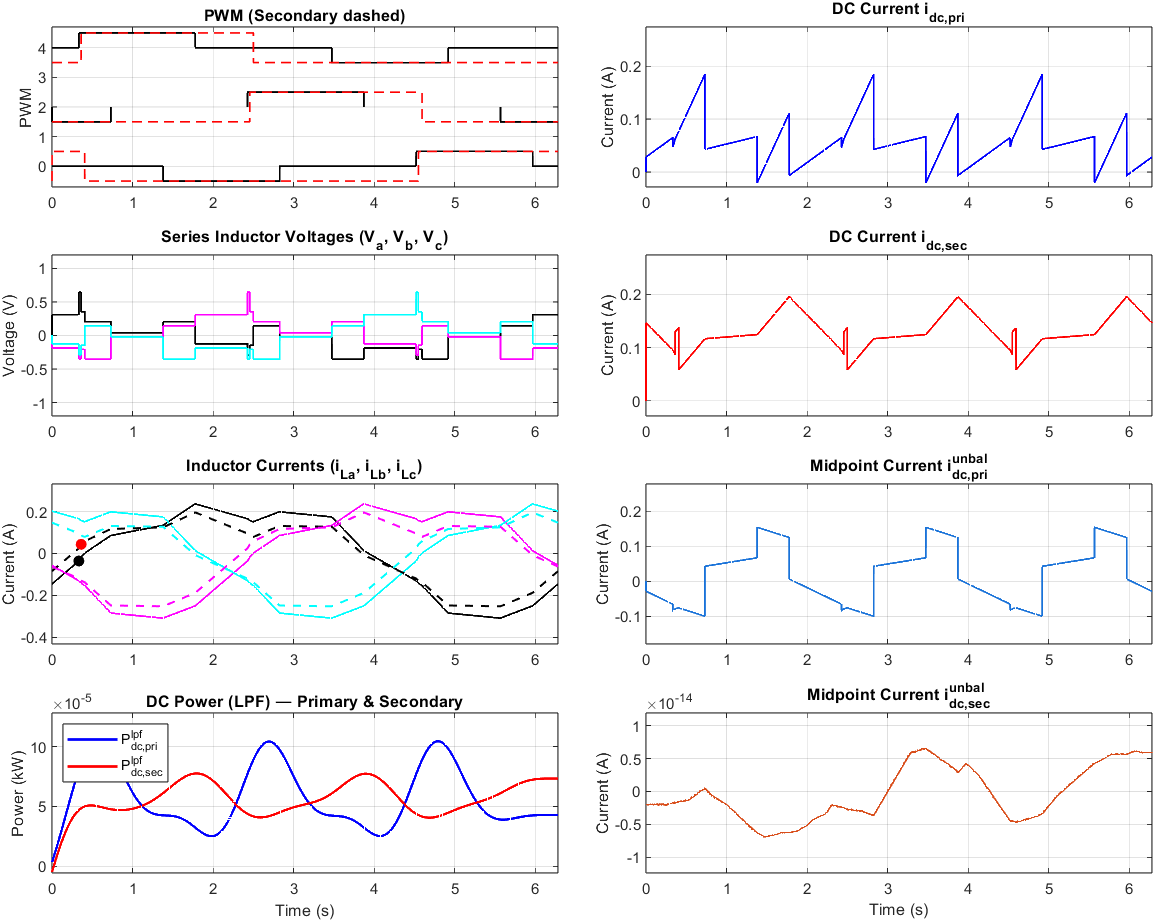 PWM (Secondary dashed)
PWM
4
3
2
1
0
0 1 2 3 4 5 6
DC Current i_dc,pri
Current (A)
0.2
0.1
0
0 1 2 3 4 5 6
Series Inductor Voltages (V_a, V_b, V_c)
Voltage (V)
1
0.5
0
-0.5
-1
0 1 2 3 4 5 6
DC Current i_dc,sec
Current (A)
0.2
0.1
0
0 1 2 3 4 5 6
Inductor Currents (i_La, i_Lb, i_Lc)
Current (A)
0.2
0
-0.2
-0.4
0 1 2 3 4 5 6
Midpoint Current i_dc,pri^unbal
Current (A)
0.2
0.1
0
-0.1
0 1 2 3 4 5 6
DC Power (LPF) — Primary & Secondary
×10^-5
P_dc,pri^lpf
P_dc,sec^lpf
Power (kW)
10
5
0
0 1 2 3 4 5 6
Time (s)
Midpoint Current i_dc,sec^unbal
×10^-14
Current (A)
1
0.5
0
-0.5
-1
0 1 2 3 4 5 6
Time (s)